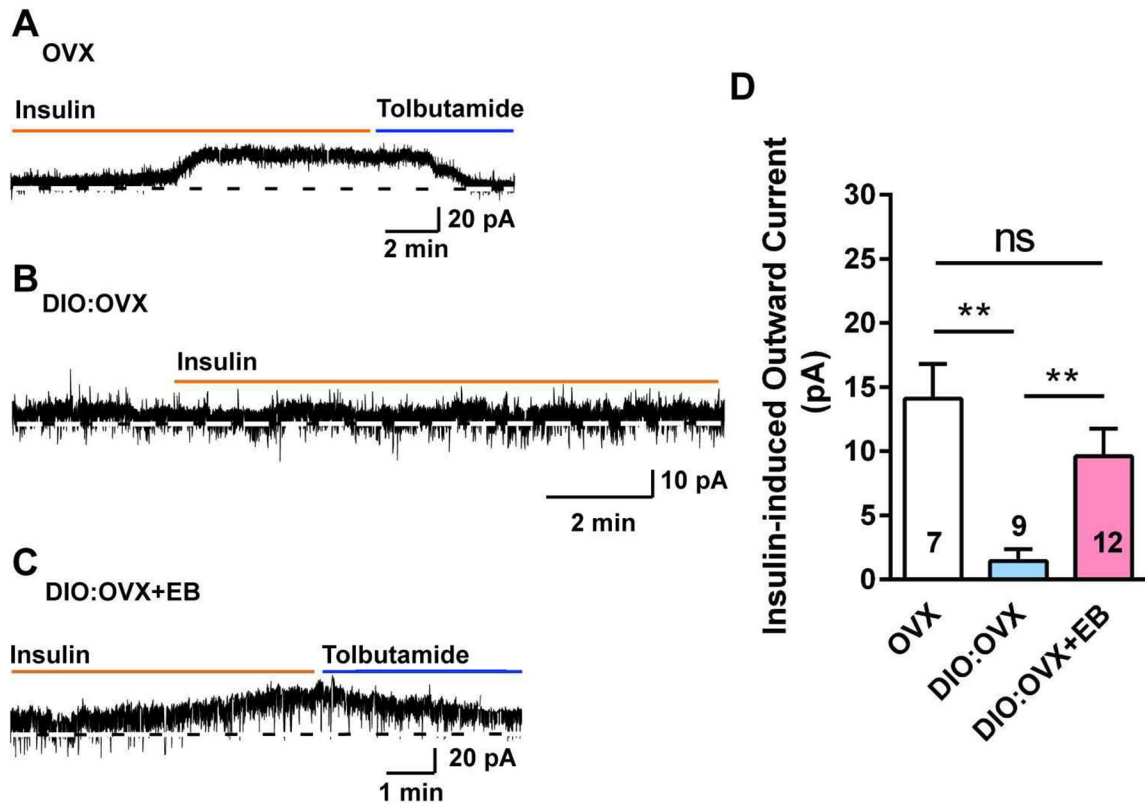 A
OVX
Insulin
Tolbutamide
20 pA
2 min
B
DIO:OVX
Insulin
10 pA
2 min
C
DIO:OVX+EB
Insulin
Tolbutamide
20 pA
1 min
D
Insulin-induced Outward Current
(pA)
30
25
20
15
10
5
0
ns
**
**
7
9
12
OVX
DIO:OVX
DIO:OVX+EB